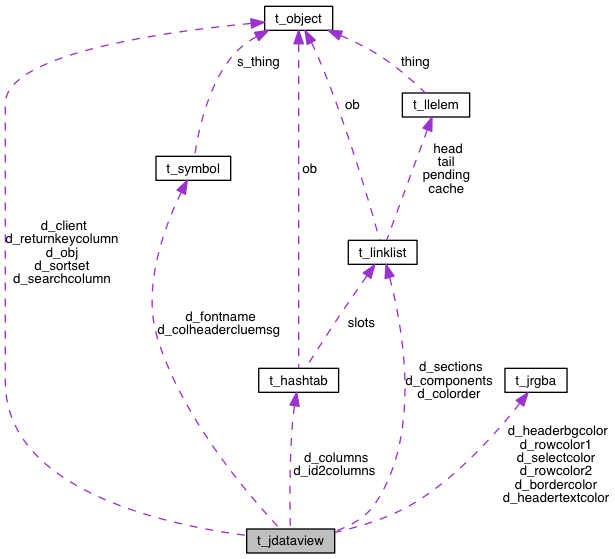 t_object
s_thing
thing
t_llelem
ob
head
tail
pending
cache
t_symbol
ob
d_client
d_returnkeycolumn
d_obj
d_sortset
d_searchcolumn
t_linklist
d_fontname
d_colheadercluemsg
slots
t_hashtab
d_sections
d_components
d_colorder
t_jrgba
d_columns
d_id2columns
d_headerbgcolor
d_rowcolor1
d_selectcolor
d_rowcolor2
d_bordercolor
d_headertextcolor
t_jdataview